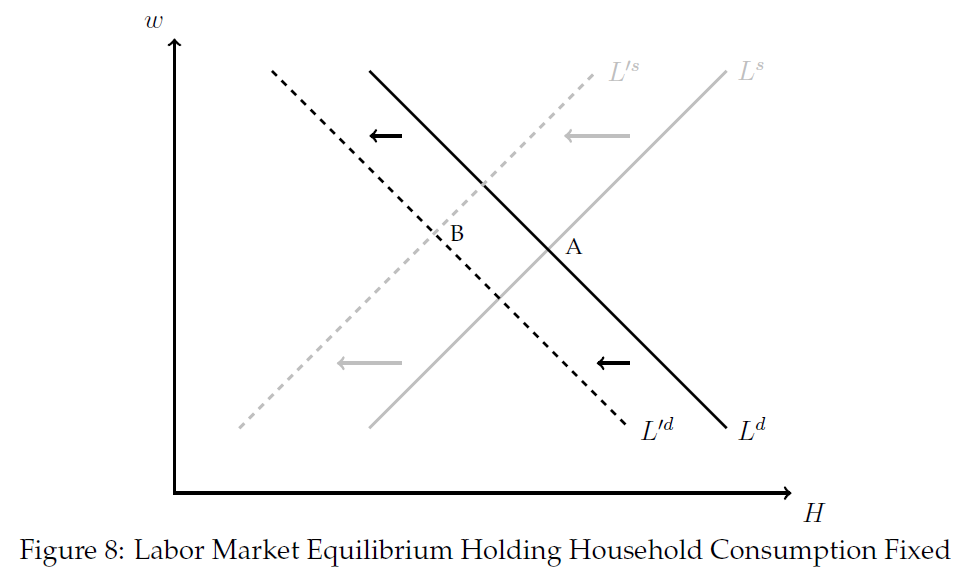 w
L's
Ls
B
A
L'd
Ld
H
Figure 8: Labor Market Equilibrium Holding Household Consumption Fixed